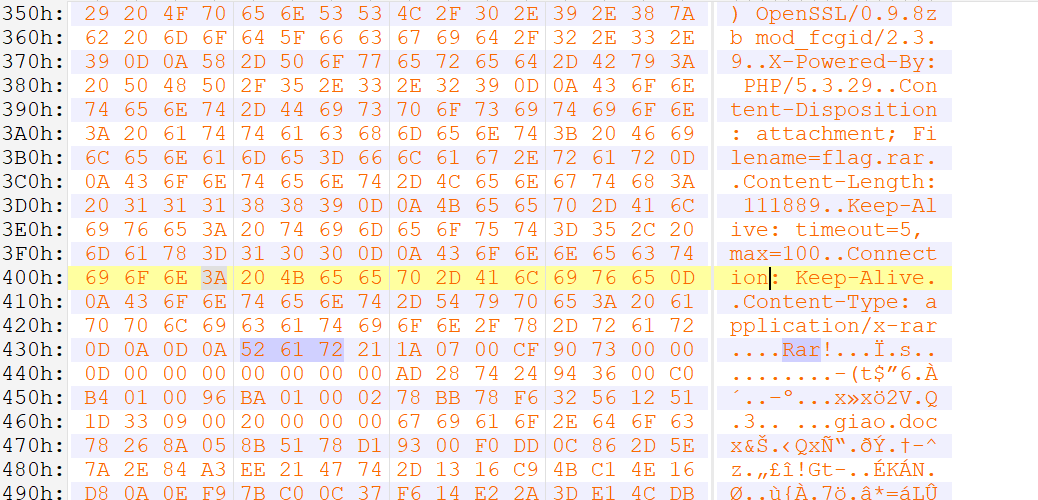 350h: 29 20 4F 70 65 6E 53 53 4C 2F 30 2E 39 2E 38 7A ) OpenSSL/0.9.8z
360h: 62 20 6D 6F 64 5F 66 63 67 69 64 2F 32 2E 33 2E b mod_fcgid/2.3.
370h: 39 0D 0A 58 2D 50 6F 77 65 72 65 64 2D 42 79 3A 9..X-Powered-By:
380h: 20 50 48 50 2F 35 2E 33 2E 32 39 0D 0A 43 6F 6E  PHP/5.3.29..Con
390h: 74 65 6E 74 2D 44 69 73 70 6F 73 69 74 69 6F 6E tent-Disposition
3A0h: 3A 20 61 74 74 61 63 68 6D 65 6E 74 3B 20 46 69 : attachment; Fi
3B0h: 6C 65 6E 61 6D 65 3D 66 6C 61 67 2E 72 61 72 0D lename=flag.rar.
3C0h: 0A 43 6F 6E 74 65 6E 74 2D 4C 65 6E 67 74 68 3A .Content-Length:
3D0h: 20 31 31 31 38 38 39 0D 0A 4B 65 65 70 2D 41 6C  111889..Keep-Al
3E0h: 69 76 65 3A 20 74 69 6D 65 6F 75 74 3D 35 2C 20 ive: timeout=5,
3F0h: 6D 61 78 3D 31 30 30 0D 0A 43 6F 6E 6E 65 63 74 max=100..Connect
400h: 69 6F 6E 3A 20 4B 65 65 70 2D 41 6C 69 76 65 0D ion: Keep-Alive.
410h: 0A 43 6F 6E 74 65 6E 74 2D 54 79 70 65 3A 20 61 .Content-Type: a
420h: 70 70 6C 69 63 61 74 69 6F 6E 2F 78 2D 72 61 72 pplication/x-rar
430h: 0D 0A 0D 0A 52 61 72 21 1A 07 00 CF 90 73 00 00 ....Rar!...Ï.s..
440h: 0D 00 00 00 00 00 00 00 AD 28 74 24 94 36 00 C0 ........-(t$”6.À
450h: B4 01 00 96 BA 01 00 02 78 BB 78 F6 32 56 12 51 ´..–º...x»xö2V.Q
460h: 1D 33 09 00 20 00 00 00 67 69 61 6F 2E 64 6F 63 .3.. ...giao.doc
470h: 78 26 8A 05 8B 51 78 D1 93 00 F0 DD 0C 86 2D 5E x&Š.‹QxÑ“.ðÝ.†-^
480h: 7A 2E 84 A3 EE 21 47 74 2D 13 16 C9 4B C1 4E 16 z.„£î!Gt-..ÉKÁN.
490h: D8 0A 0E F9 7B C0 0C 37 F6 14 E2 2A 3D E1 4C DB Ø..ù{À.7ö.â*=áLÛ